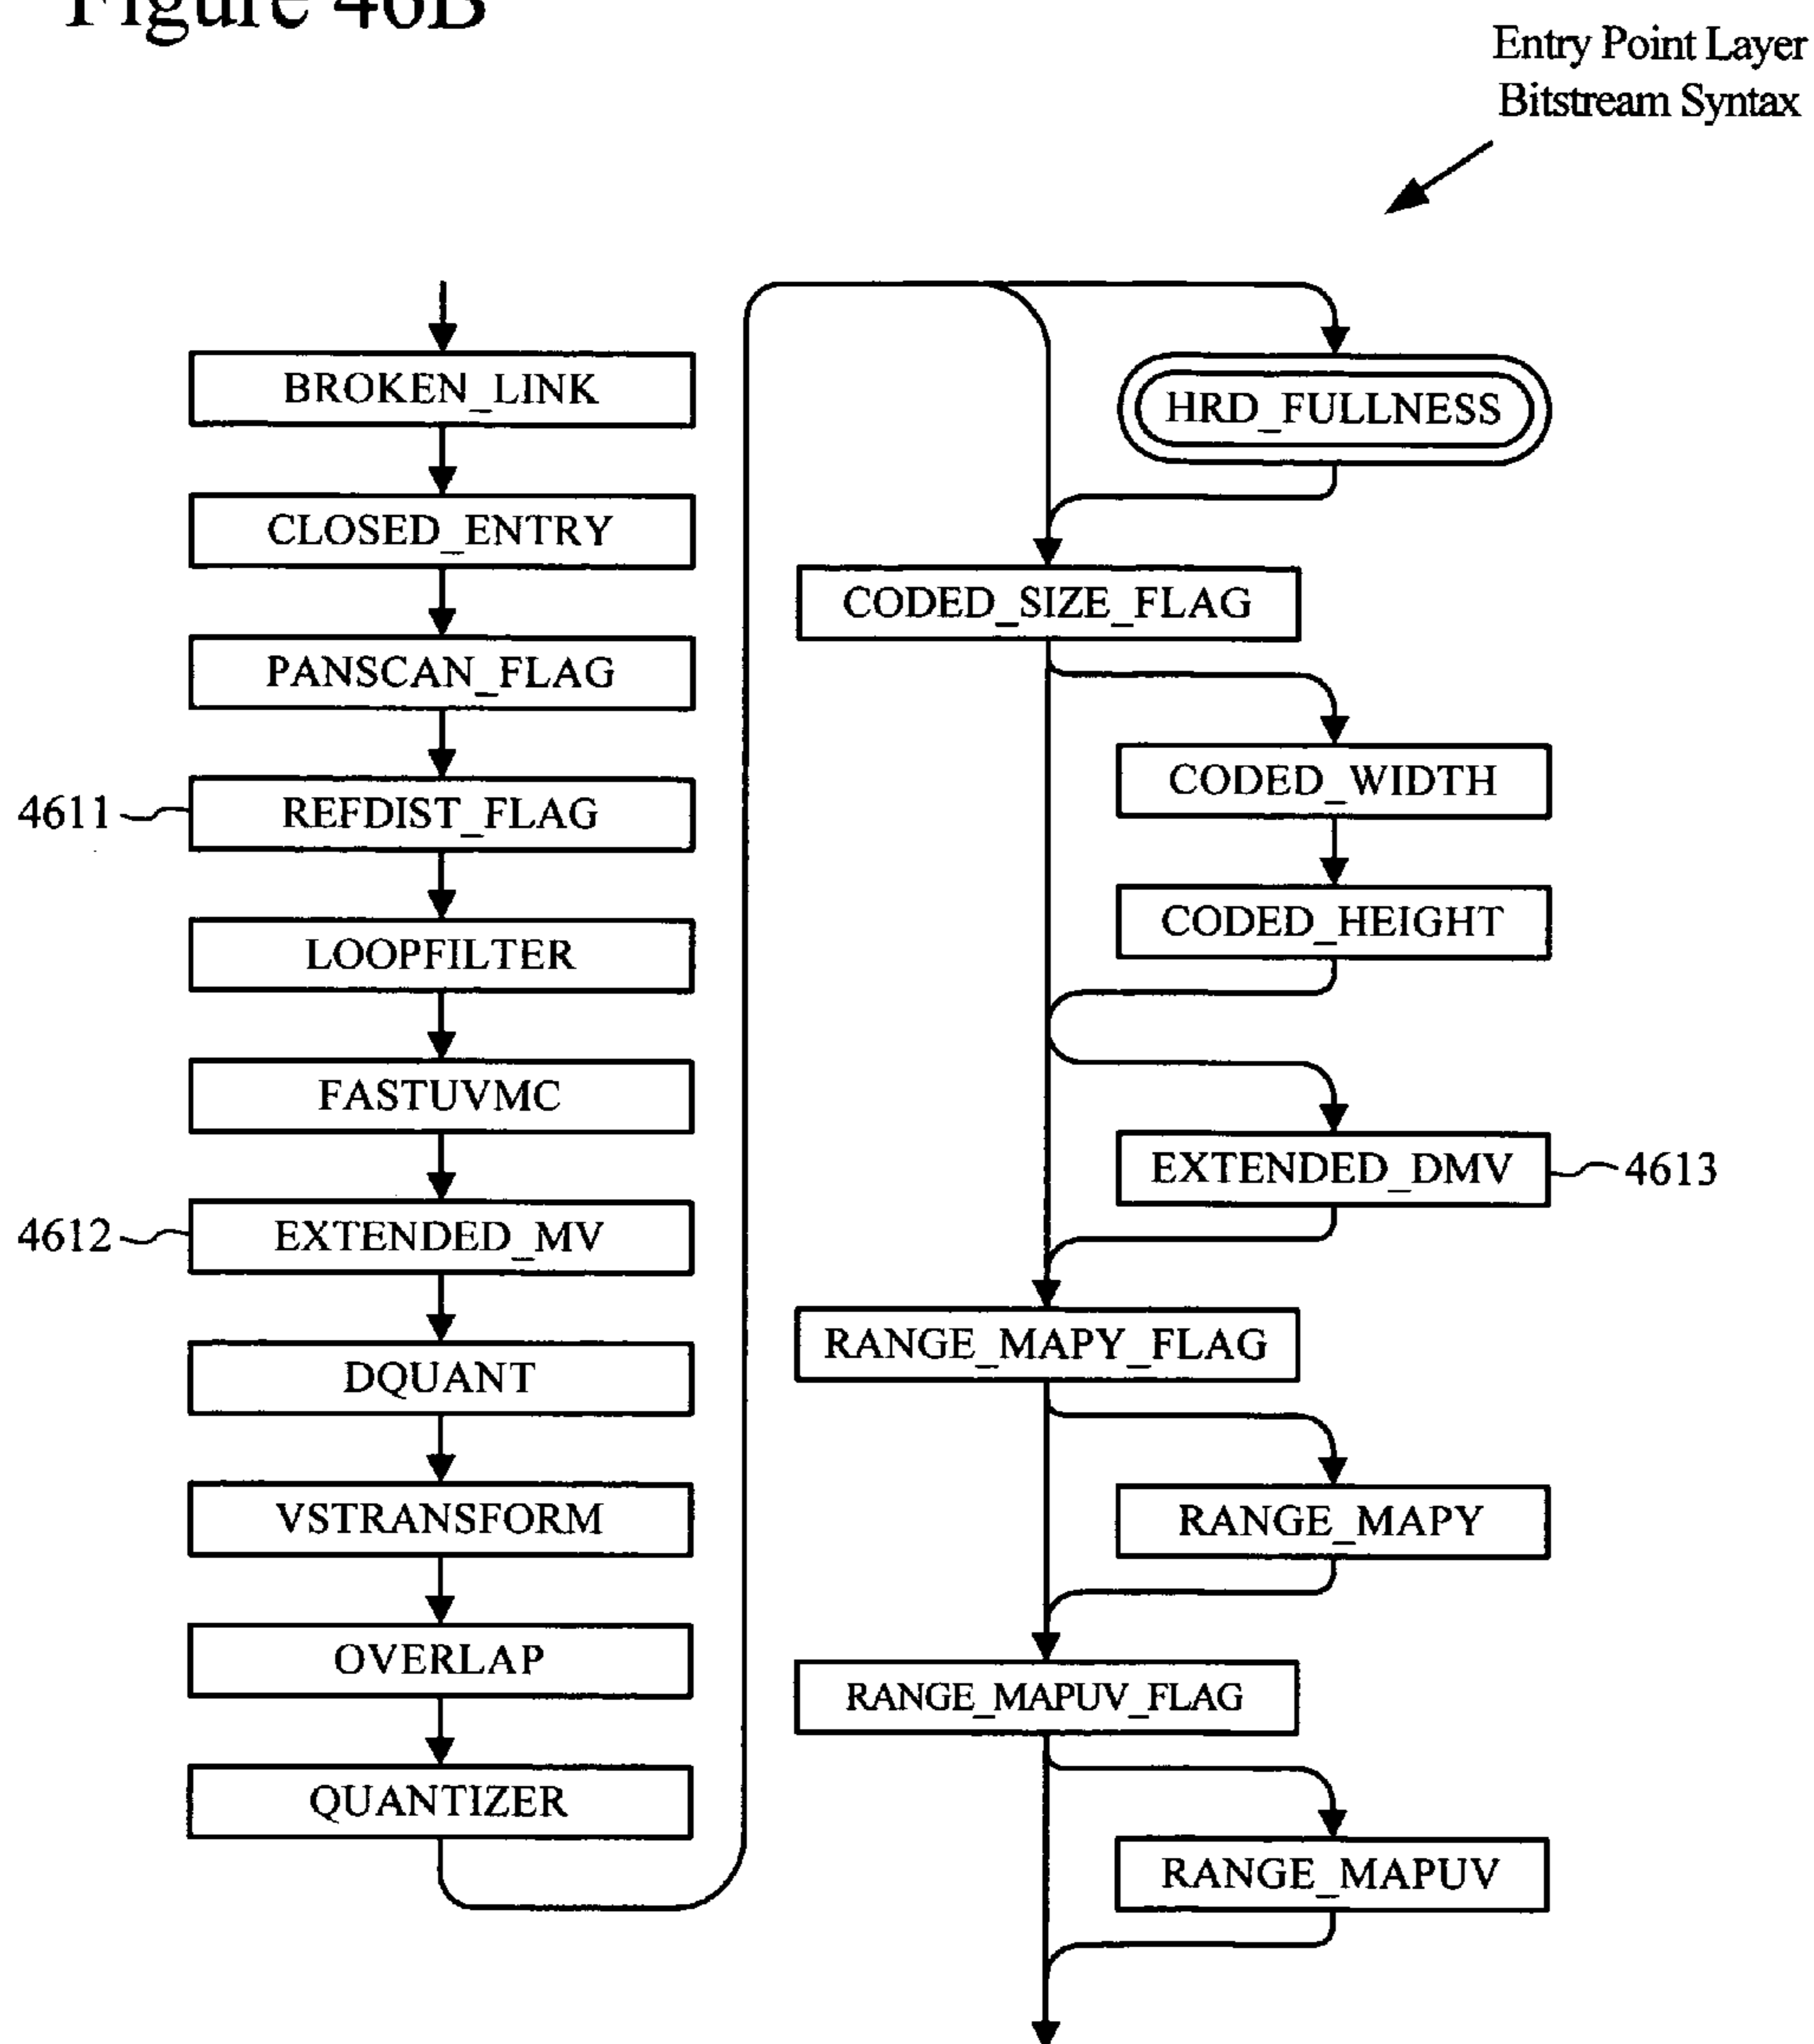 Figure 46B
Entry Point Layer
Bitstream Syntax
BROKEN_LINK
CLOSED_ENTRY
PANSCAN_FLAG
4611
REFDIST_FLAG
LOOPFILTER
FASTUVMC
4612
EXTENDED_MV
DQUANT
VSTRANSFORM
OVERLAP
QUANTIZER
HRD_FULLNESS
CODED_SIZE_FLAG
CODED_WIDTH
CODED_HEIGHT
EXTENDED_DMV
4613
RANGE_MAPY_FLAG
RANGE_MAPY
RANGE_MAPUV_FLAG
RANGE_MAPUV